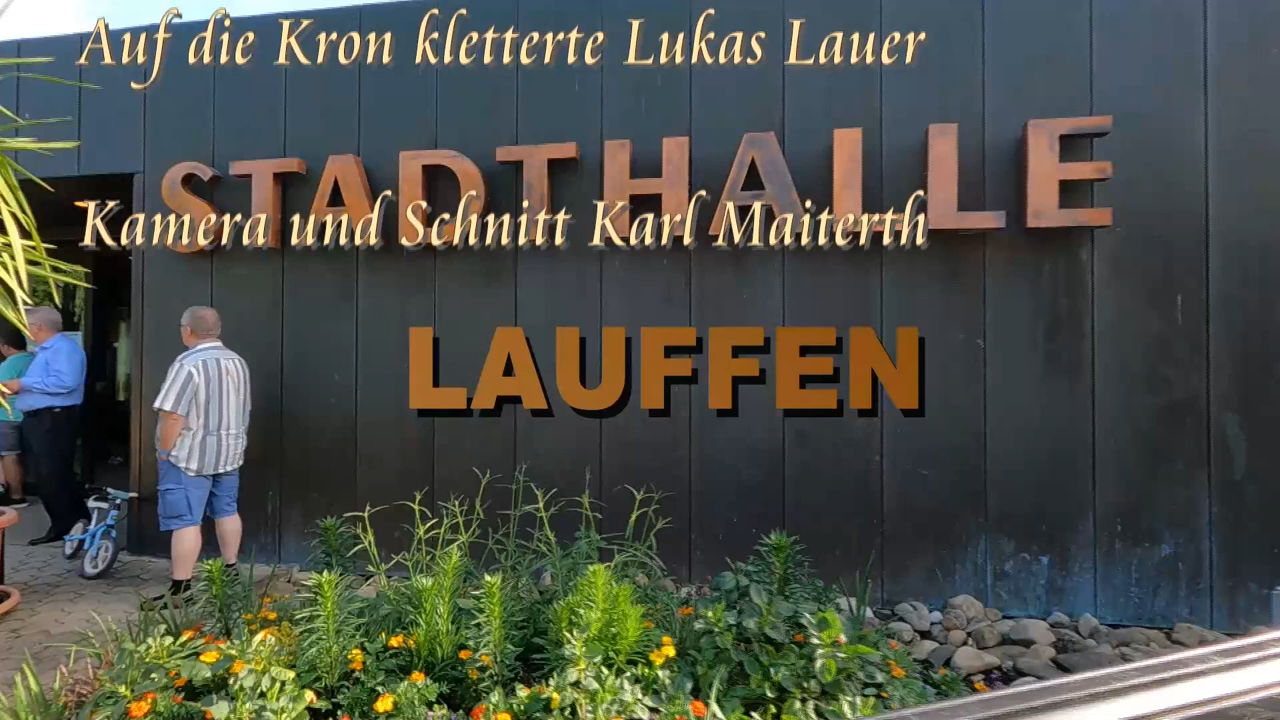 Auf die Kron kletterte Lukas Lauer
STADTHALLE
Kamera und Schnitt Karl Maiterth
LAUFFEN